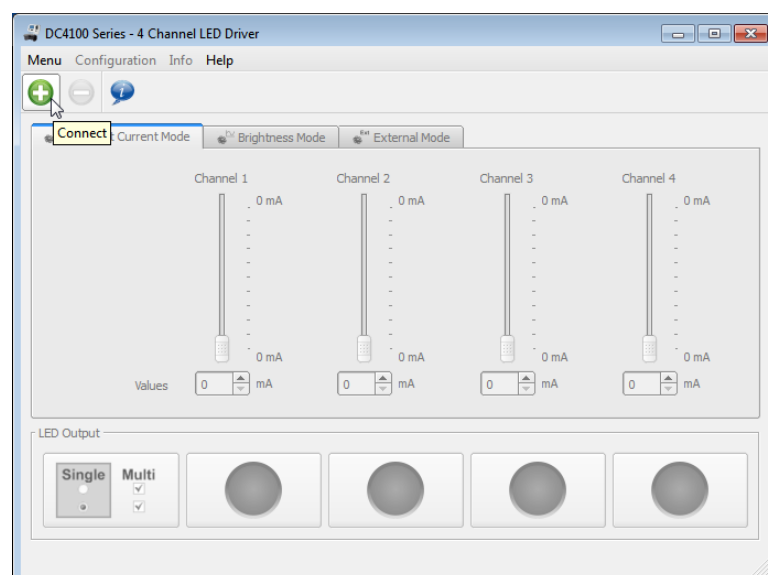 DC4100 Series - 4 Channel LED Driver
Menu Configuration Info Help
Connect
t Current Mode Brightness Mode Ext External Mode
Channel 1 Channel 2 Channel 3 Channel 4
0 mA 0 mA 0 mA 0 mA
0 mA 0 mA 0 mA 0 mA
Values 0 mA 0 mA 0 mA 0 mA
LED Output
Single Multi